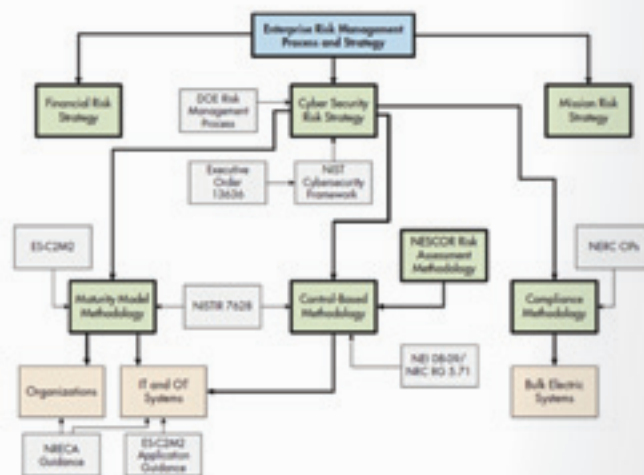 Enterprise Risk Management
Process and Strategy
Financial Risk
Strategy
DOE Risk
Management
Process
Cyber Security
Risk Strategy
Mission Risk
Strategy
Executive
Order
13636
NIST
Cybersecurity
Framework
ES-C2M2
NESCOR Risk
Assessment
Methodology
NERC CIPs
Maturity Model
Methodology
NISTIR 7628
Control-Based
Methodology
Compliance
Methodology
Organizations
IT and OT
Systems
NEI 08-09/
NRC RG 5.71
Bulk Electric
Systems
NRECA
Guidance
ES-C2M2
Application
Guidance